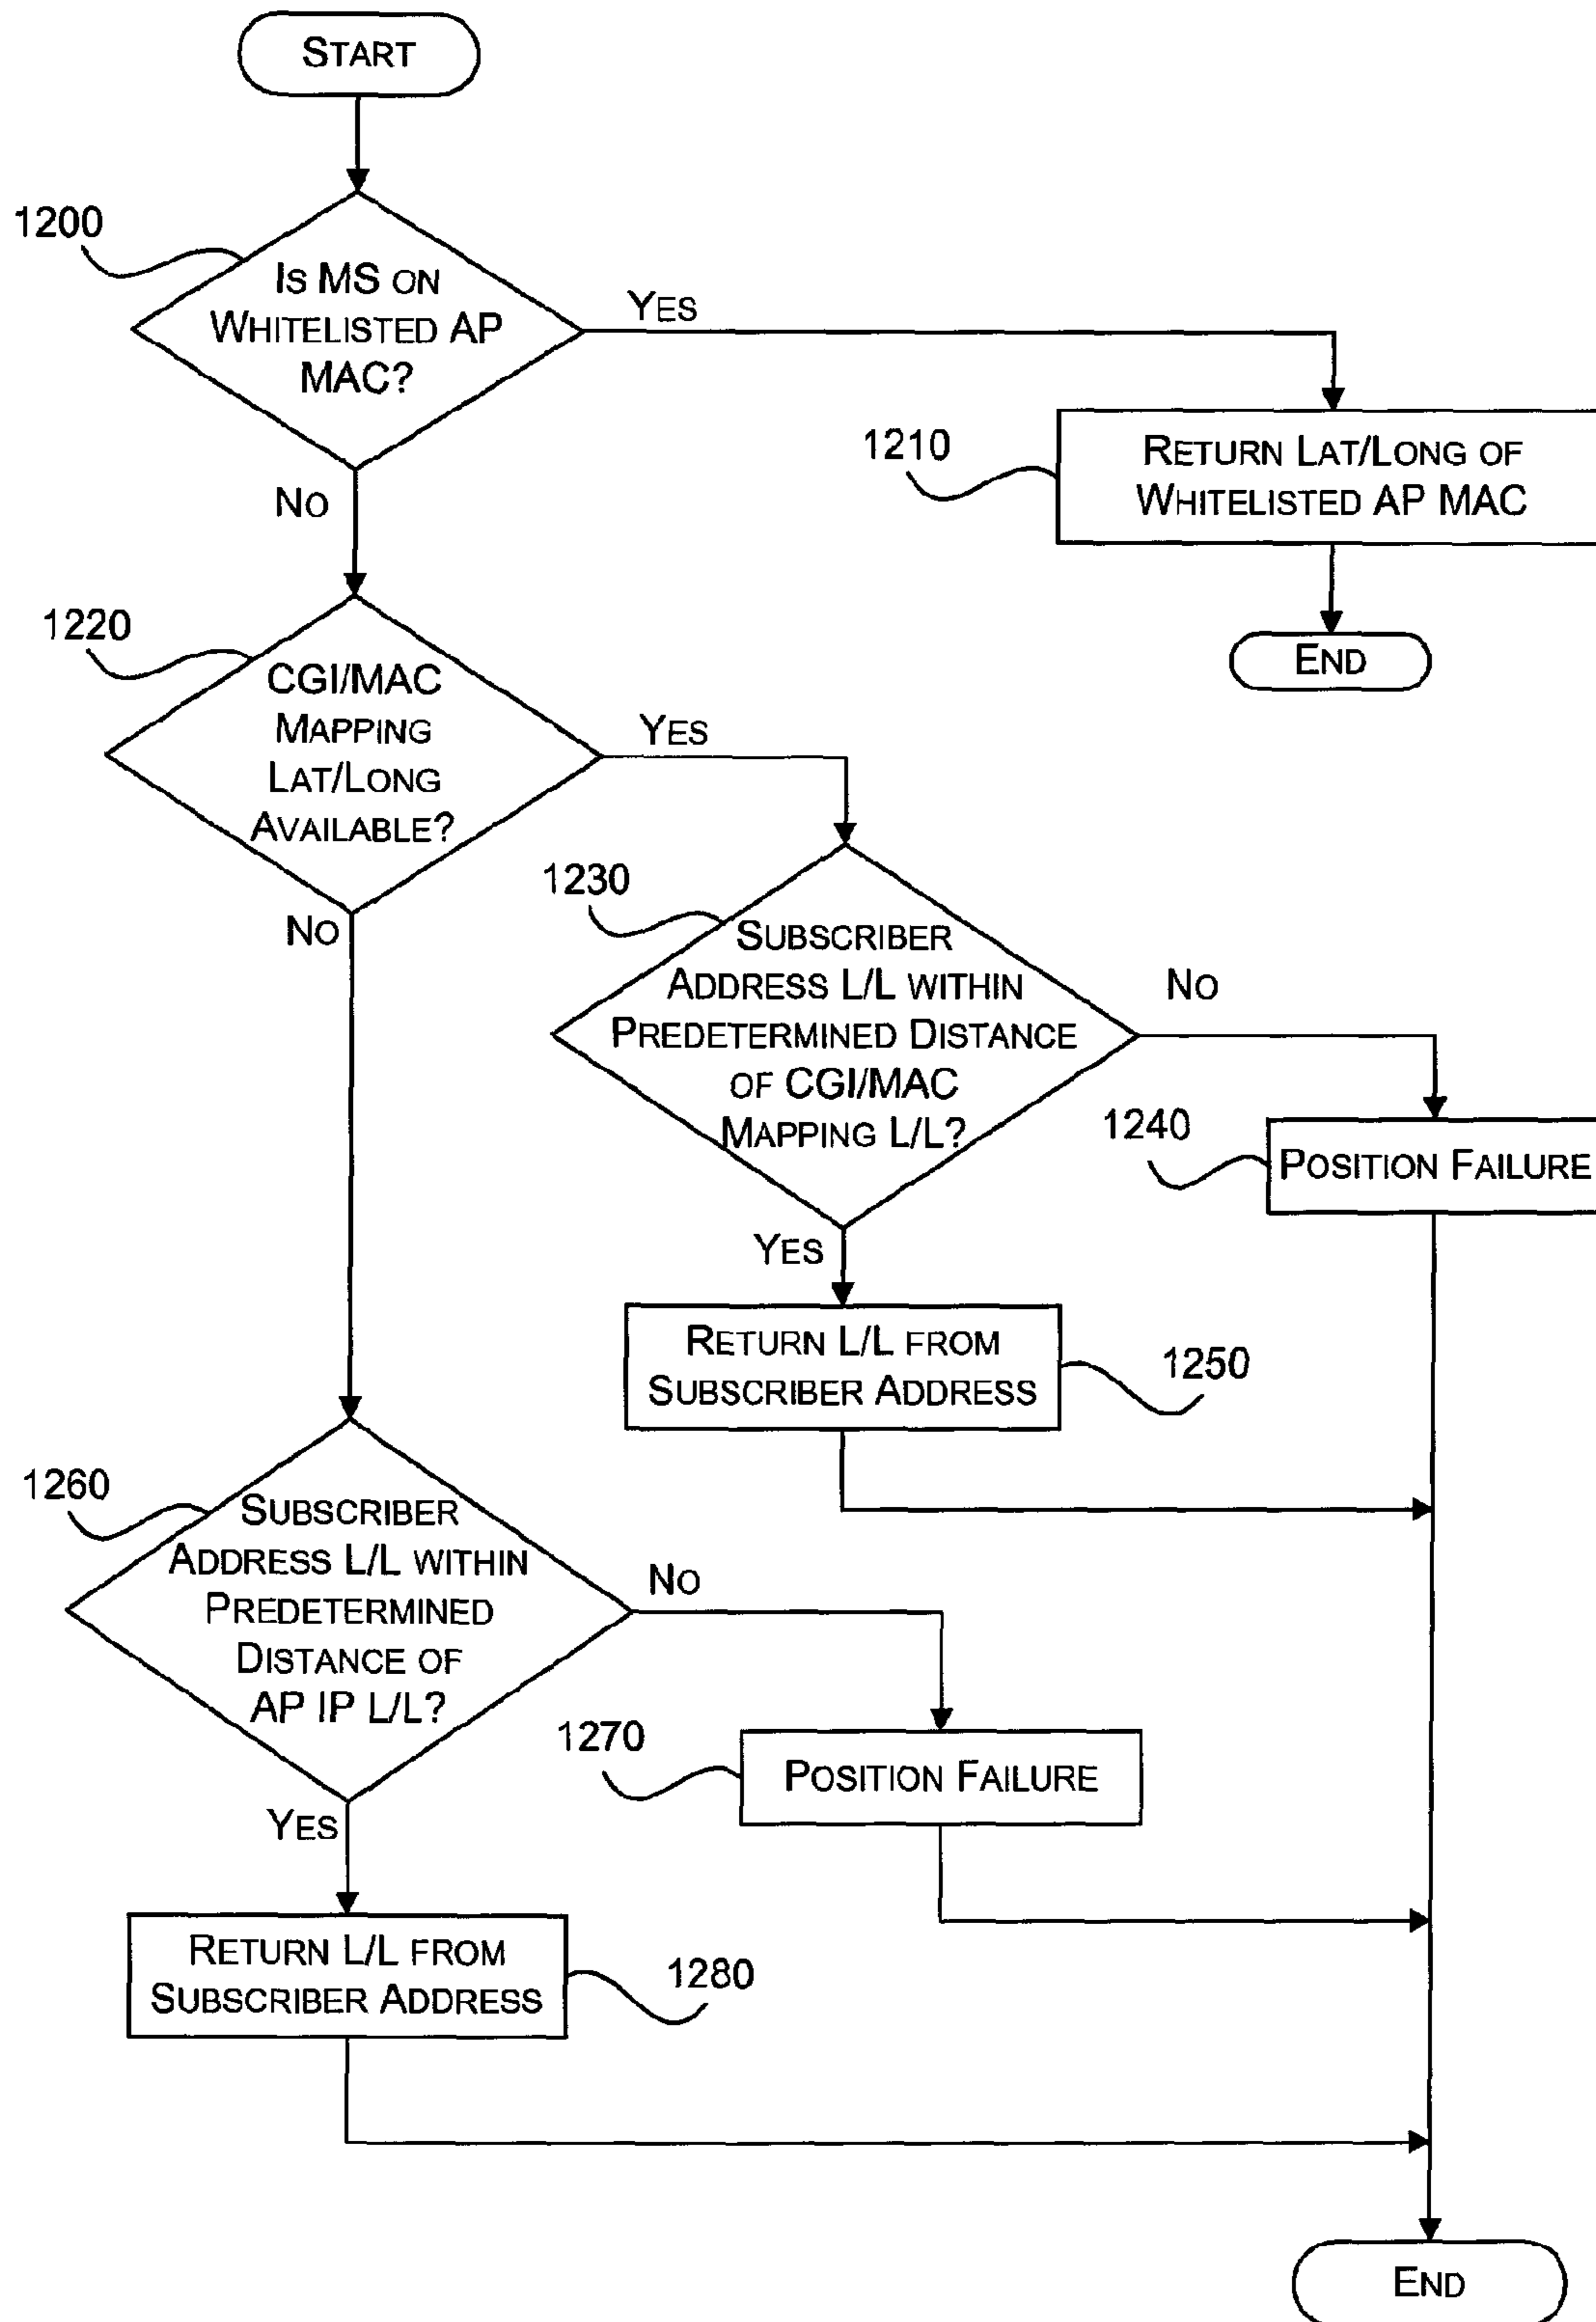 START
1200
IS MS ON
WHITELISTED AP
MAC?
YES
NO
1210
RETURN LAT/LONG OF
WHITELISTED AP MAC
END
1220
CGI/MAC
MAPPING
LAT/LONG
AVAILABLE?
YES
NO
1230
SUBSCRIBER
ADDRESS L/L WITHIN
PREDETERMINED DISTANCE
OF CGI/MAC
MAPPING L/L?
NO
1240
POSITION FAILURE
YES
RETURN L/L FROM
SUBSCRIBER ADDRESS
1250
1260
SUBSCRIBER
ADDRESS L/L WITHIN
PREDETERMINED
DISTANCE OF
AP IP L/L?
NO
1270
POSITION FAILURE
YES
RETURN L/L FROM
SUBSCRIBER ADDRESS
1280
END